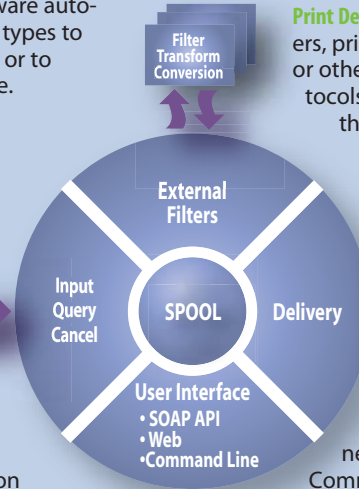 ware auto-
types to
or to
e.
Print De
ers, pri
or othe
tocols
th
Filter
Transform
Conversion
External
Filters
Input
Query
Cancel
SPOOL
Delivery
User Interface
• SOAP API
• Web
•Command Line
on
ne
Comm